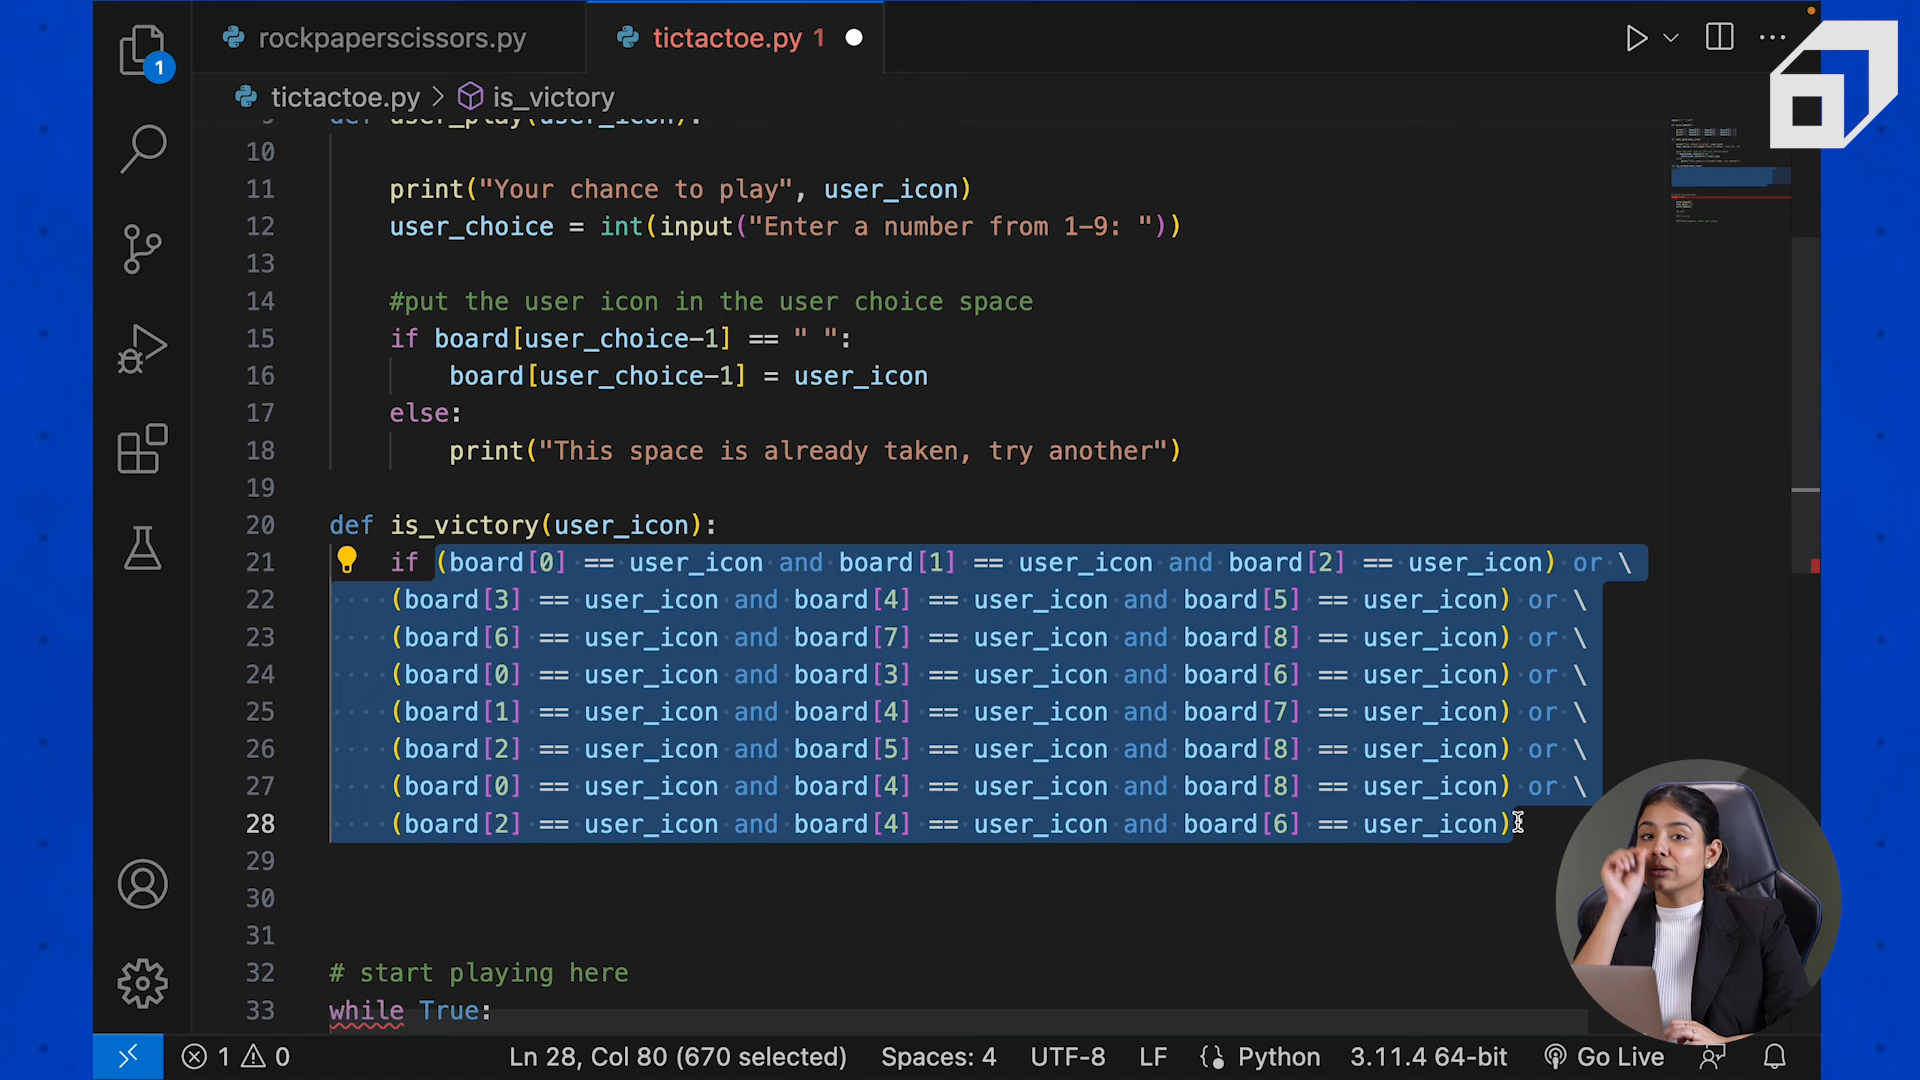 rockpaperscissors.py
tictactoe.py 1
1
tictactoe.py > is_victory
9 def user_play(user_icon):
10
11 print("Your chance to play", user_icon)
12 user_choice = int(input("Enter a number from 1-9: "))
13
14 #put the user icon in the user choice space
15 if board[user_choice-1] == " ":
16 board[user_choice-1] = user_icon
17 else:
18 print("This space is already taken, try another")
19
20 def is_victory(user_icon):
21 if (board[0] == user_icon and board[1] == user_icon and board[2] == user_icon) or \
22 (board[3] == user_icon and board[4] == user_icon and board[5] == user_icon) or \
23 (board[6] == user_icon and board[7] == user_icon and board[8] == user_icon) or \
24 (board[0] == user_icon and board[3] == user_icon and board[6] == user_icon) or \
25 (board[1] == user_icon and board[4] == user_icon and board[7] == user_icon) or \
26 (board[2] == user_icon and board[5] == user_icon and board[8] == user_icon) or \
27 (board[0] == user_icon and board[4] == user_icon and board[8] == user_icon) or \
28 (board[2] == user_icon and board[4] == user_icon and board[6] == user_icon)
29
30
31
32 # start playing here
33 while True:
1 0 Ln 28, Col 80 (670 selected) Spaces: 4 UTF-8 LF Python 3.11.4 64-bit Go Live